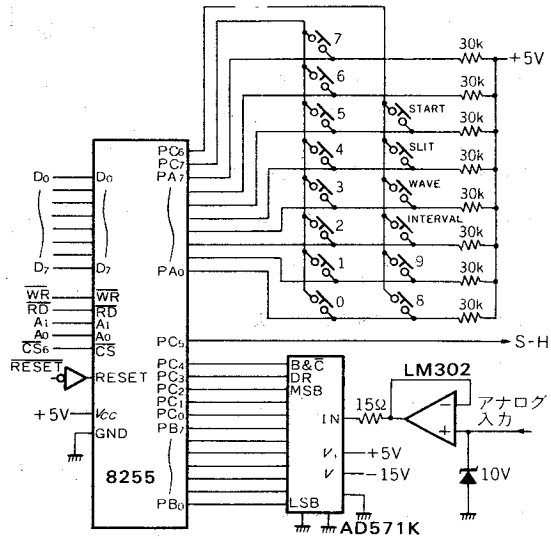 PC6
PC7
PA7
PA0
PC5
PC4
PC3
PC2
PC1
PC0
PB7
PB0
D0
D7
WR
RD
A1
A0
CS6
RESET
+5V
D0
D7
WR
RD
A1
A0
CS
RESET
VCC
GND
8255
7
6
5
4
3
2
1
0
START
SLIT
WAVE
INTERVAL
9
8
30k
30k
30k
30k
30k
30k
30k
30k
+5V
S-H
B&C̅
DR
MSB
LSB
IN
V+
V-
15Ω
LM302
アナログ
入力
10V
+5V
-15V
AD571K